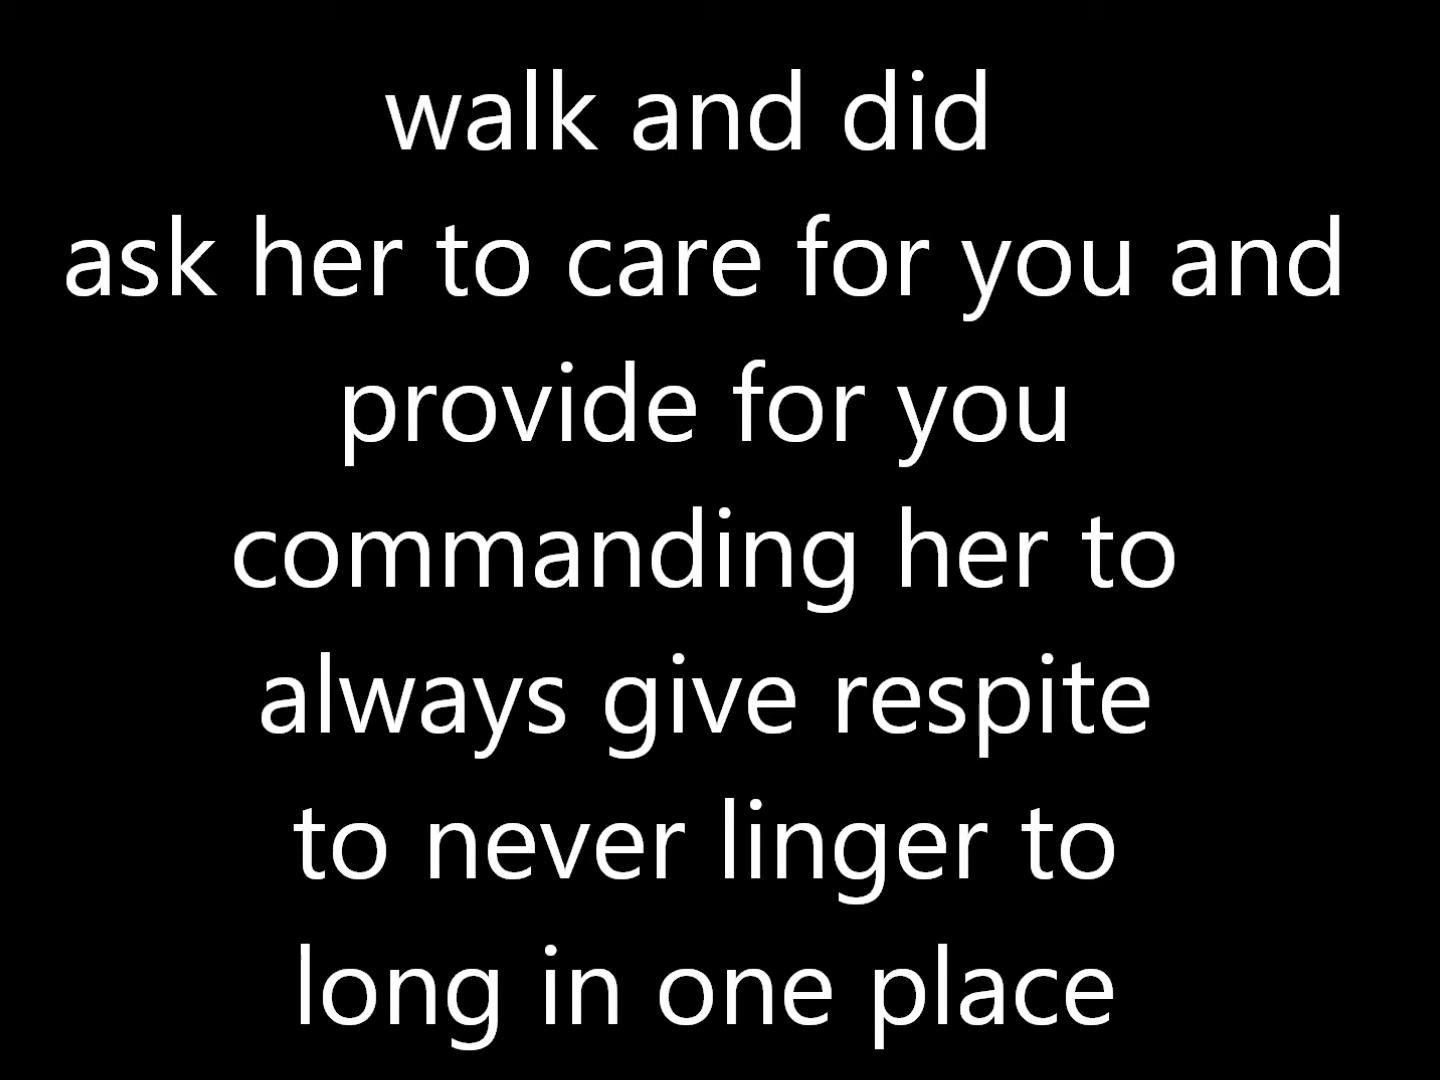 walk and did
ask her to care for you and
provide for you
commanding her to
always give respite
to never linger to
long in one place